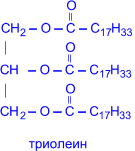 O
CH₂ – O – C – C₁₇H₃₃
O
CH – O – C – C₁₇H₃₃
O
CH₂ – O – C – C₁₇H₃₃
триолеин